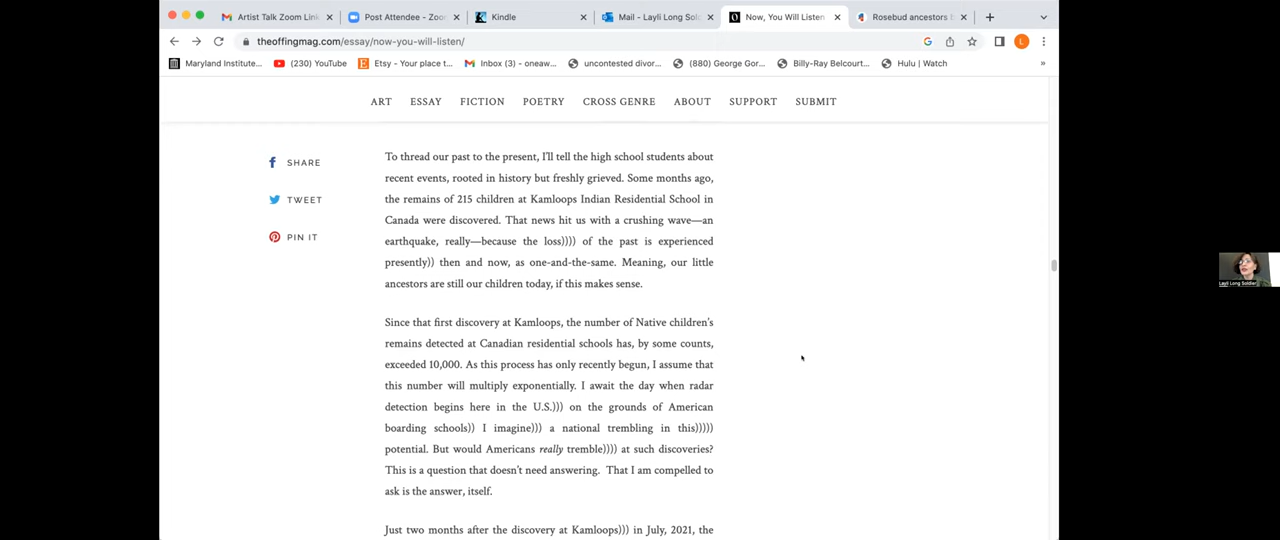 Artist Talk Zoom Link
Post Attendee - Zoo
Kindle
Mail - Layli Long Sol
Now, You Will Listen
Rosebud ancestors
theoffingmag.com/essay/now-you-will-listen/
L
Maryland Institute...
(230) YouTube
Etsy - Your place t...
Inbox (3) - oneaw...
uncontested divor...
(880) George Gor...
Billy-Ray Belcourt...
Hulu | Watch
»
ART ESSAY FICTION POETRY CROSS GENRE ABOUT SUPPORT SUBMIT
SHARE
TWEET
PIN IT
To thread our past to the present, I'll tell the high school students about
recent events, rooted in history but freshly grieved. Some months ago,
the remains of 215 children at Kamloops Indian Residential School in
Canada were discovered. That news hit us with a crushing wave—an
earthquake, really—because the loss)))) of the past is experienced
presently)) then and now, as one-and-the-same. Meaning, our little
ancestors are still our children today, if this makes sense.
Since that first discovery at Kamloops, the number of Native children's
remains detected at Canadian residential schools has, by some counts,
exceeded 10,000. As this process has only recently begun, I assume that
this number will multiply exponentially. I await the day when radar
detection begins here in the U.S.))) on the grounds of American
boarding schools)) I imagine))) a national trembling in this)))))
potential. But would Americans really tremble)))) at such discoveries?
This is a question that doesn't need answering. That I am compelled to
ask is the answer, itself.
Just two months after the discovery at Kamloops))) in July, 2021, the
Layli Long Soldier